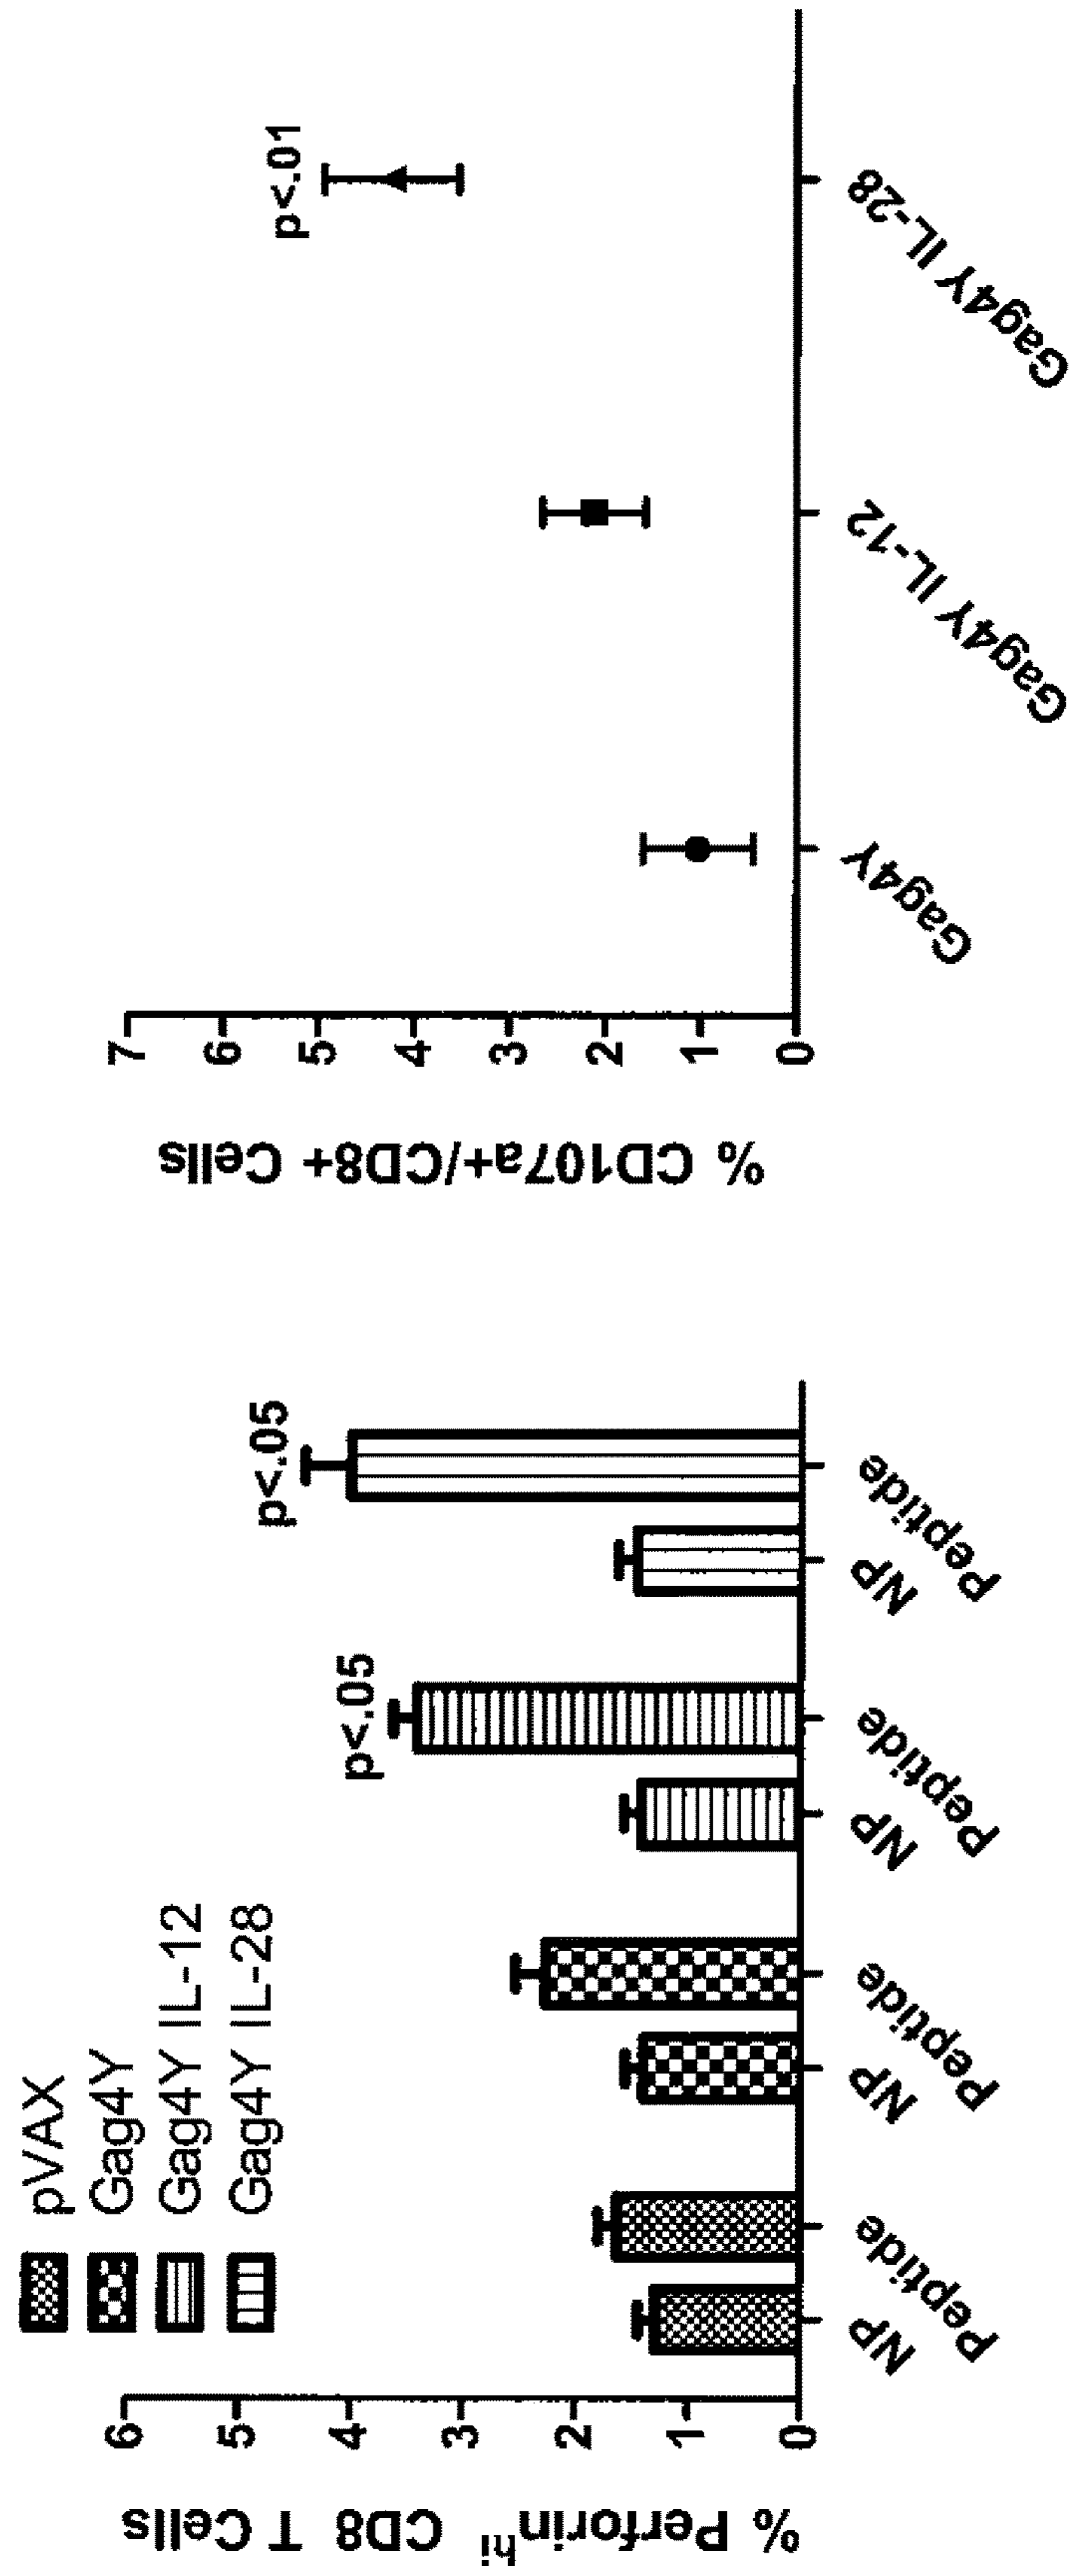 % Perforin hi CD8 T Cells
6
5
4
3
2
1
0
pVAX
Gag4Y
Gag4Y IL-12
Gag4Y IL-28
p<.05
p<.05
NP
Peptide
NP
Peptide
NP
Peptide
NP
Peptide
% CD107a+/CD8+ Cells
7
6
5
4
3
2
1
0
p<.01
Gag4Y
Gag4Y IL-12
Gag4Y IL-28